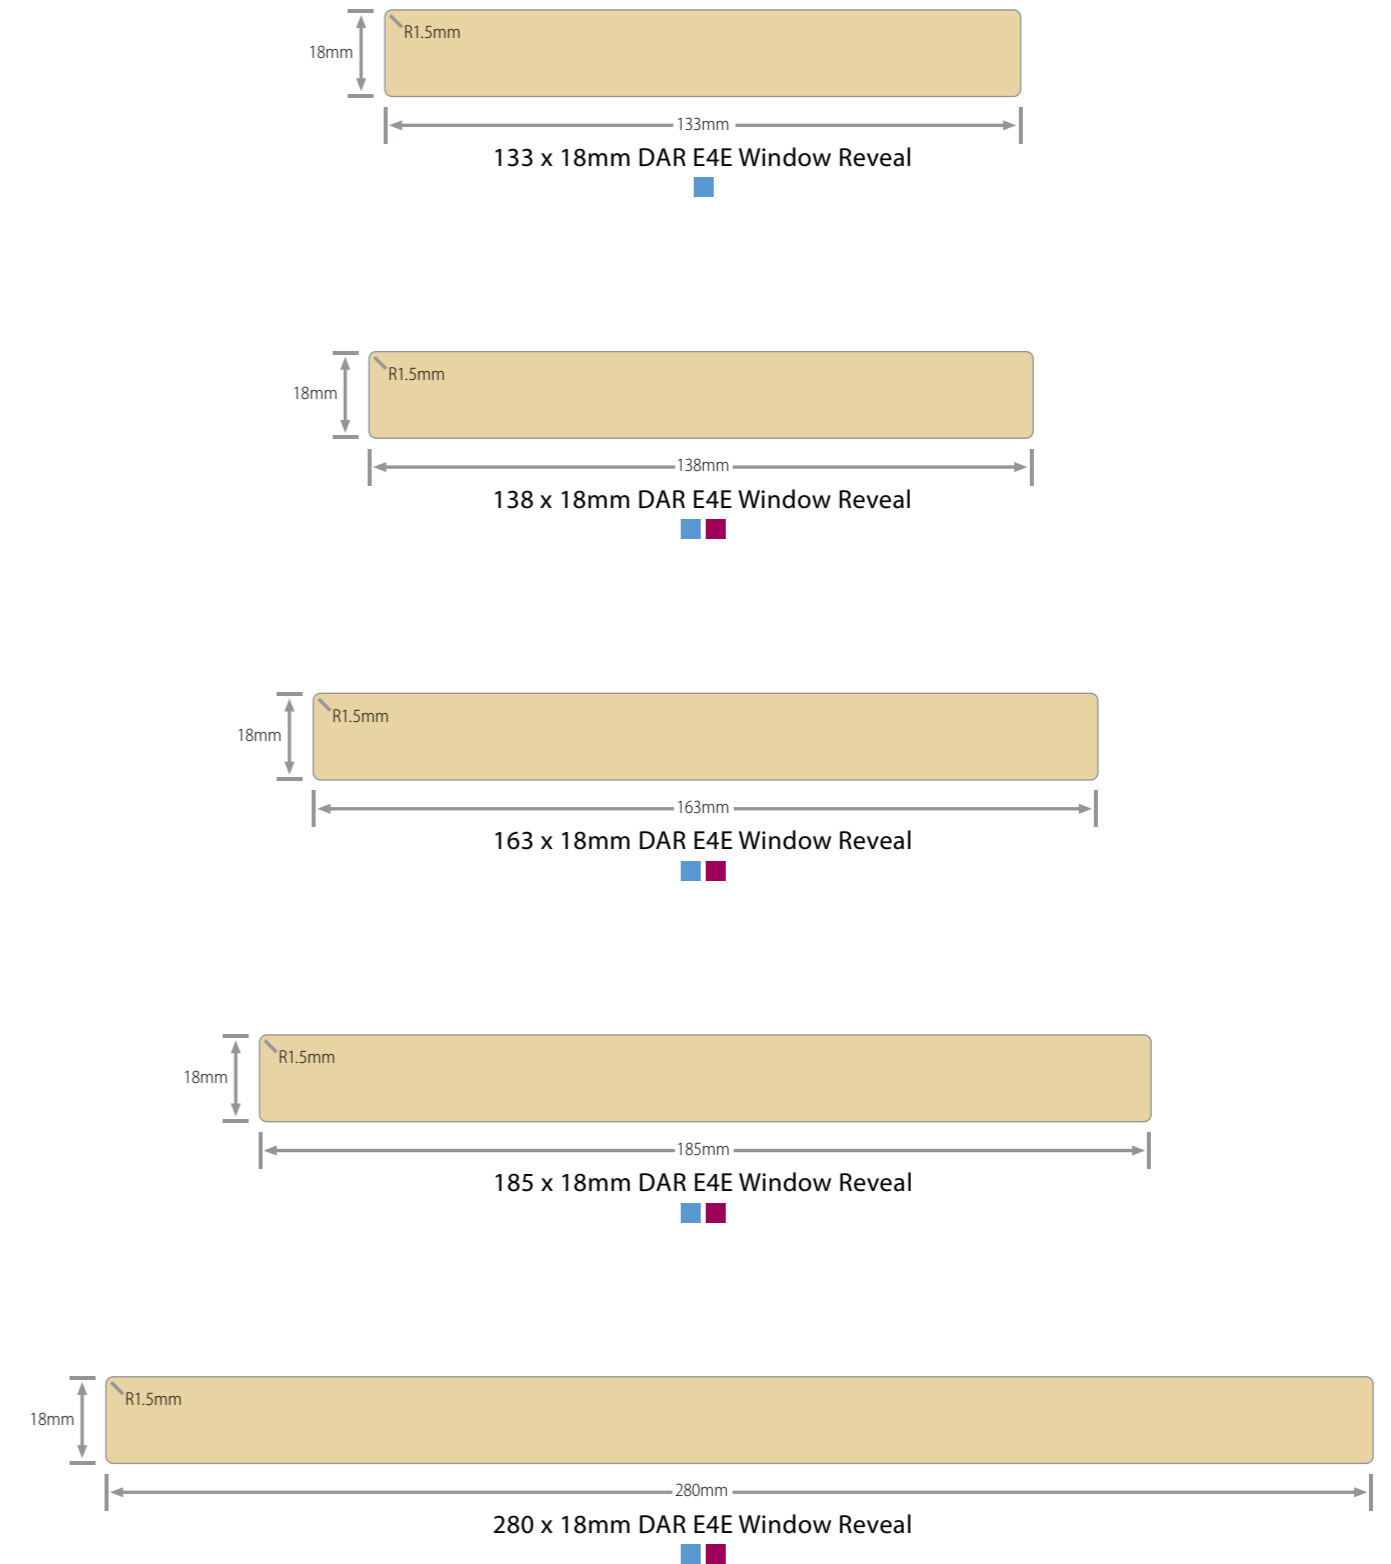 R1.5mm
18mm
133mm
133 x 18mm DAR E4E Window Reveal
R1.5mm
18mm
138mm
138 x 18mm DAR E4E Window Reveal
R1.5mm
18mm
163mm
163 x 18mm DAR E4E Window Reveal
R1.5mm
18mm
185mm
185 x 18mm DAR E4E Window Reveal
R1.5mm
18mm
280mm
280 x 18mm DAR E4E Window Reveal